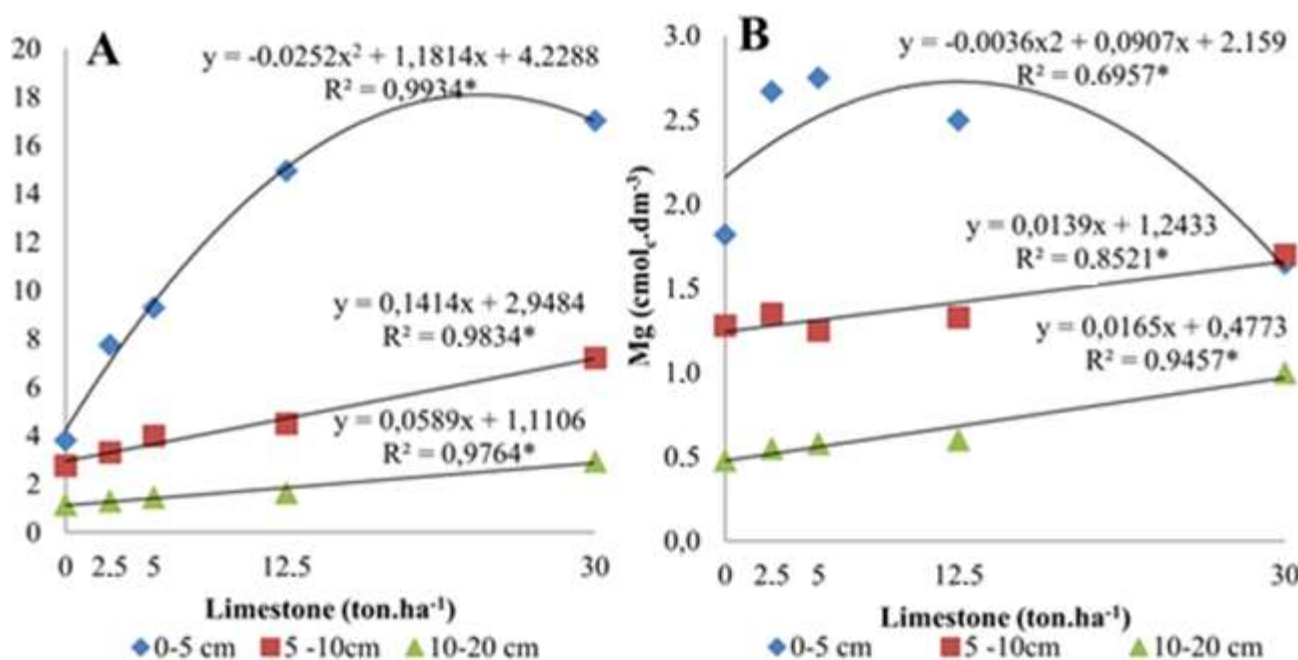 A
20
18
16
14
12
10
8
6
4
2
0
y = -0.0252x² + 1,1814x + 4,2288
R² = 0,9934*
y = 0,1414x + 2,9484
R² = 0,9834*
y = 0,0589x + 1,1106
R² = 0,9764*
0 2.5 5 12.5 30
Limestone (ton.ha⁻¹)
0-5 cm 5 -10cm 10-20 cm
B
Mg (cmolc.dm⁻³)
3.0
2.5
2.0
1.5
1.0
0.5
0,0
y = -0.0036x2 + 0,0907x + 2.159
R² = 0.6957*
y = 0,0139x + 1,2433
R² = 0.8521*
y = 0,0165x + 0,4773
R² = 0.9457*
0 2.5 5 12.5 30
Limestone (ton.ha⁻¹)
0-5 cm 5 -10cm 10-20 cm